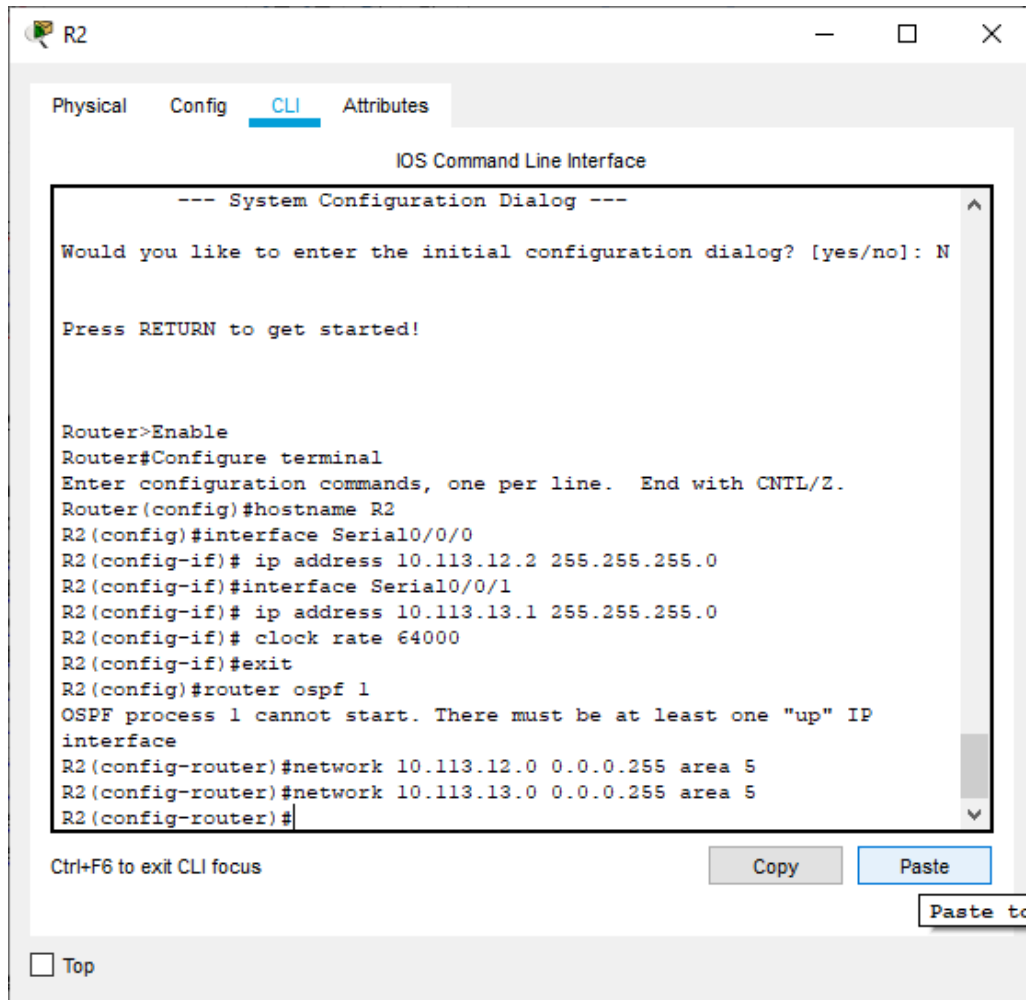 R2
Physical Config CLI Attributes
IOS Command Line Interface
--- System Configuration Dialog ---
Would you like to enter the initial configuration dialog? [yes/no]: N
Press RETURN to get started!
Router>Enable
Router#Configure terminal
Enter configuration commands, one per line.  End with CNTL/Z.
Router(config)#hostname R2
R2(config)#interface Serial0/0/0
R2(config-if)# ip address 10.113.12.2 255.255.255.0
R2(config-if)#interface Serial0/0/1
R2(config-if)# ip address 10.113.13.1 255.255.255.0
R2(config-if)# clock rate 64000
R2(config-if)#exit
R2(config)#router ospf 1
OSPF process 1 cannot start. There must be at least one "up" IP
interface
R2(config-router)#network 10.113.12.0 0.0.0.255 area 5
R2(config-router)#network 10.113.13.0 0.0.0.255 area 5
R2(config-router)#
Ctrl+F6 to exit CLI focus
Copy Paste
Paste to
Top